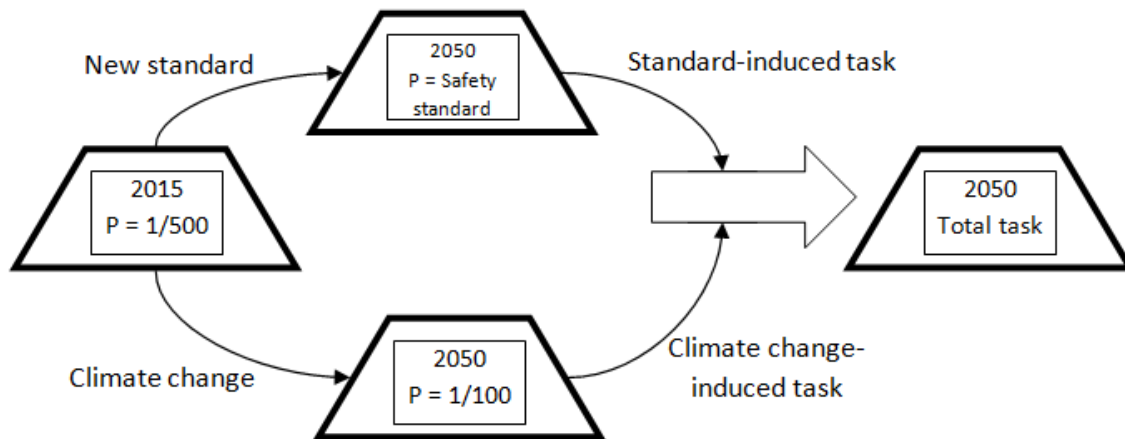 New standard
2050
P = Safety
standard
Standard-induced task
2015
P = 1/500
2050
Total task
Climate change
2050
P = 1/100
Climate change-
induced task